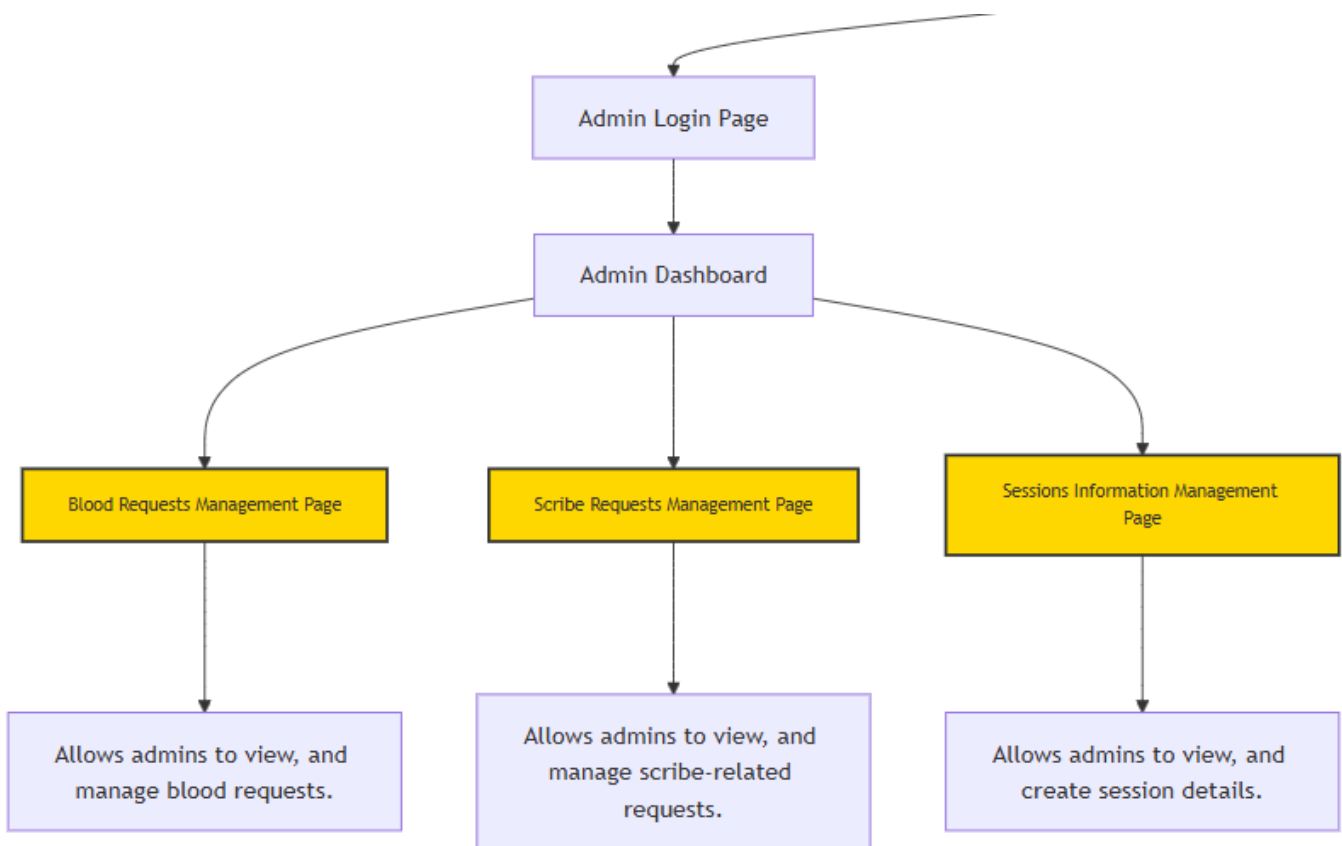 Admin Login Page
Admin Dashboard
Blood Requests Management Page
Scribe Requests Management Page
Sessions Information Management
Page
Allows admins to view, and
manage blood requests.
Allows admins to view, and
manage scribe-related
requests.
Allows admins to view, and
create session details.